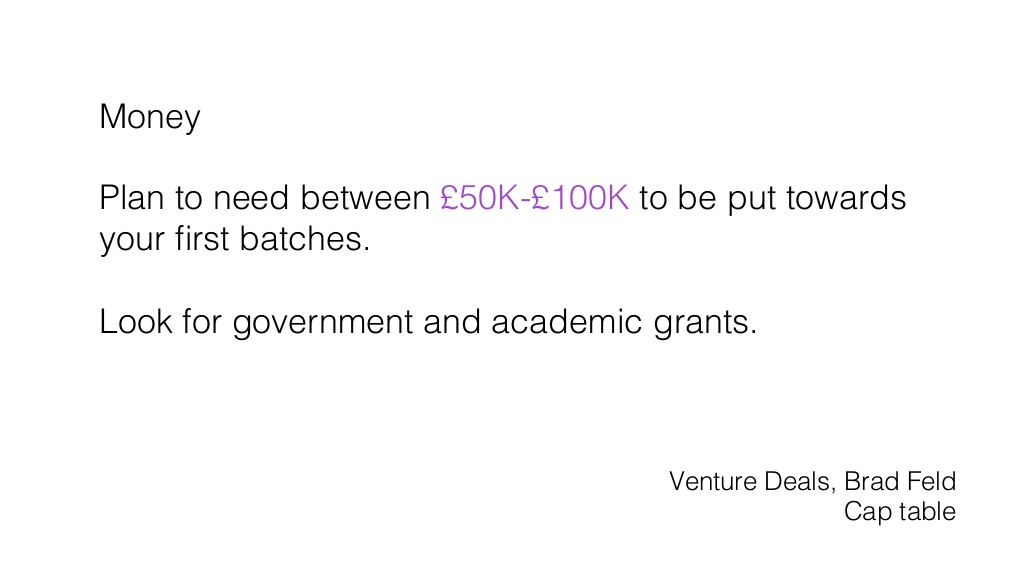 Money
Plan to need between £50K-£100K to be put towards
your first batches.
Look for government and academic grants.
Venture Deals, Brad Feld
Cap table